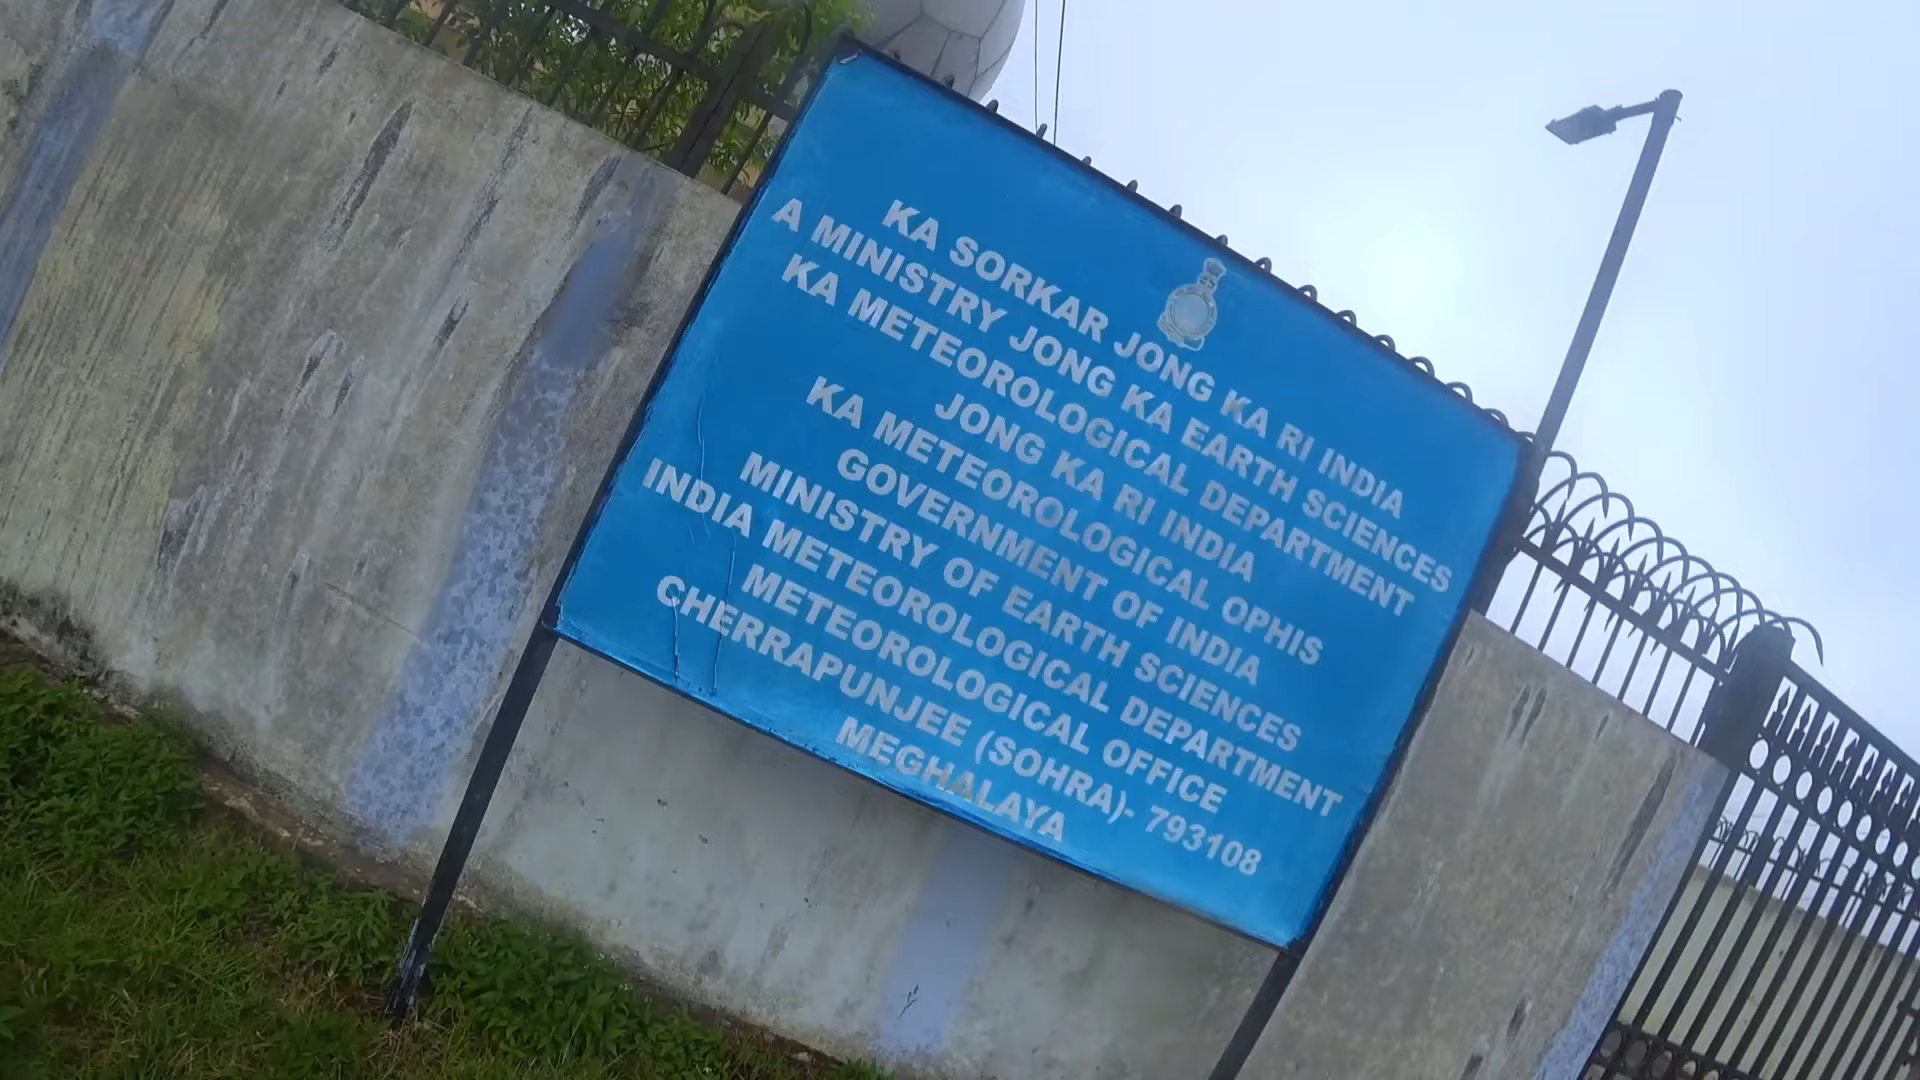 KA SORKAR JONG KA RI INDIA
A MINISTRY JONG KA EARTH SCIENCES
KA METEOROLOGICAL DEPARTMENT
JONG KA RI INDIA
KA METEOROLOGICAL OPHIS
GOVERNMENT OF INDIA
MINISTRY OF EARTH SCIENCES
INDIA METEOROLOGICAL DEPARTMENT
METEOROLOGICAL OFFICE
CHERRAPUNJEE (SOHRA)- 793108
MEGHALAYA